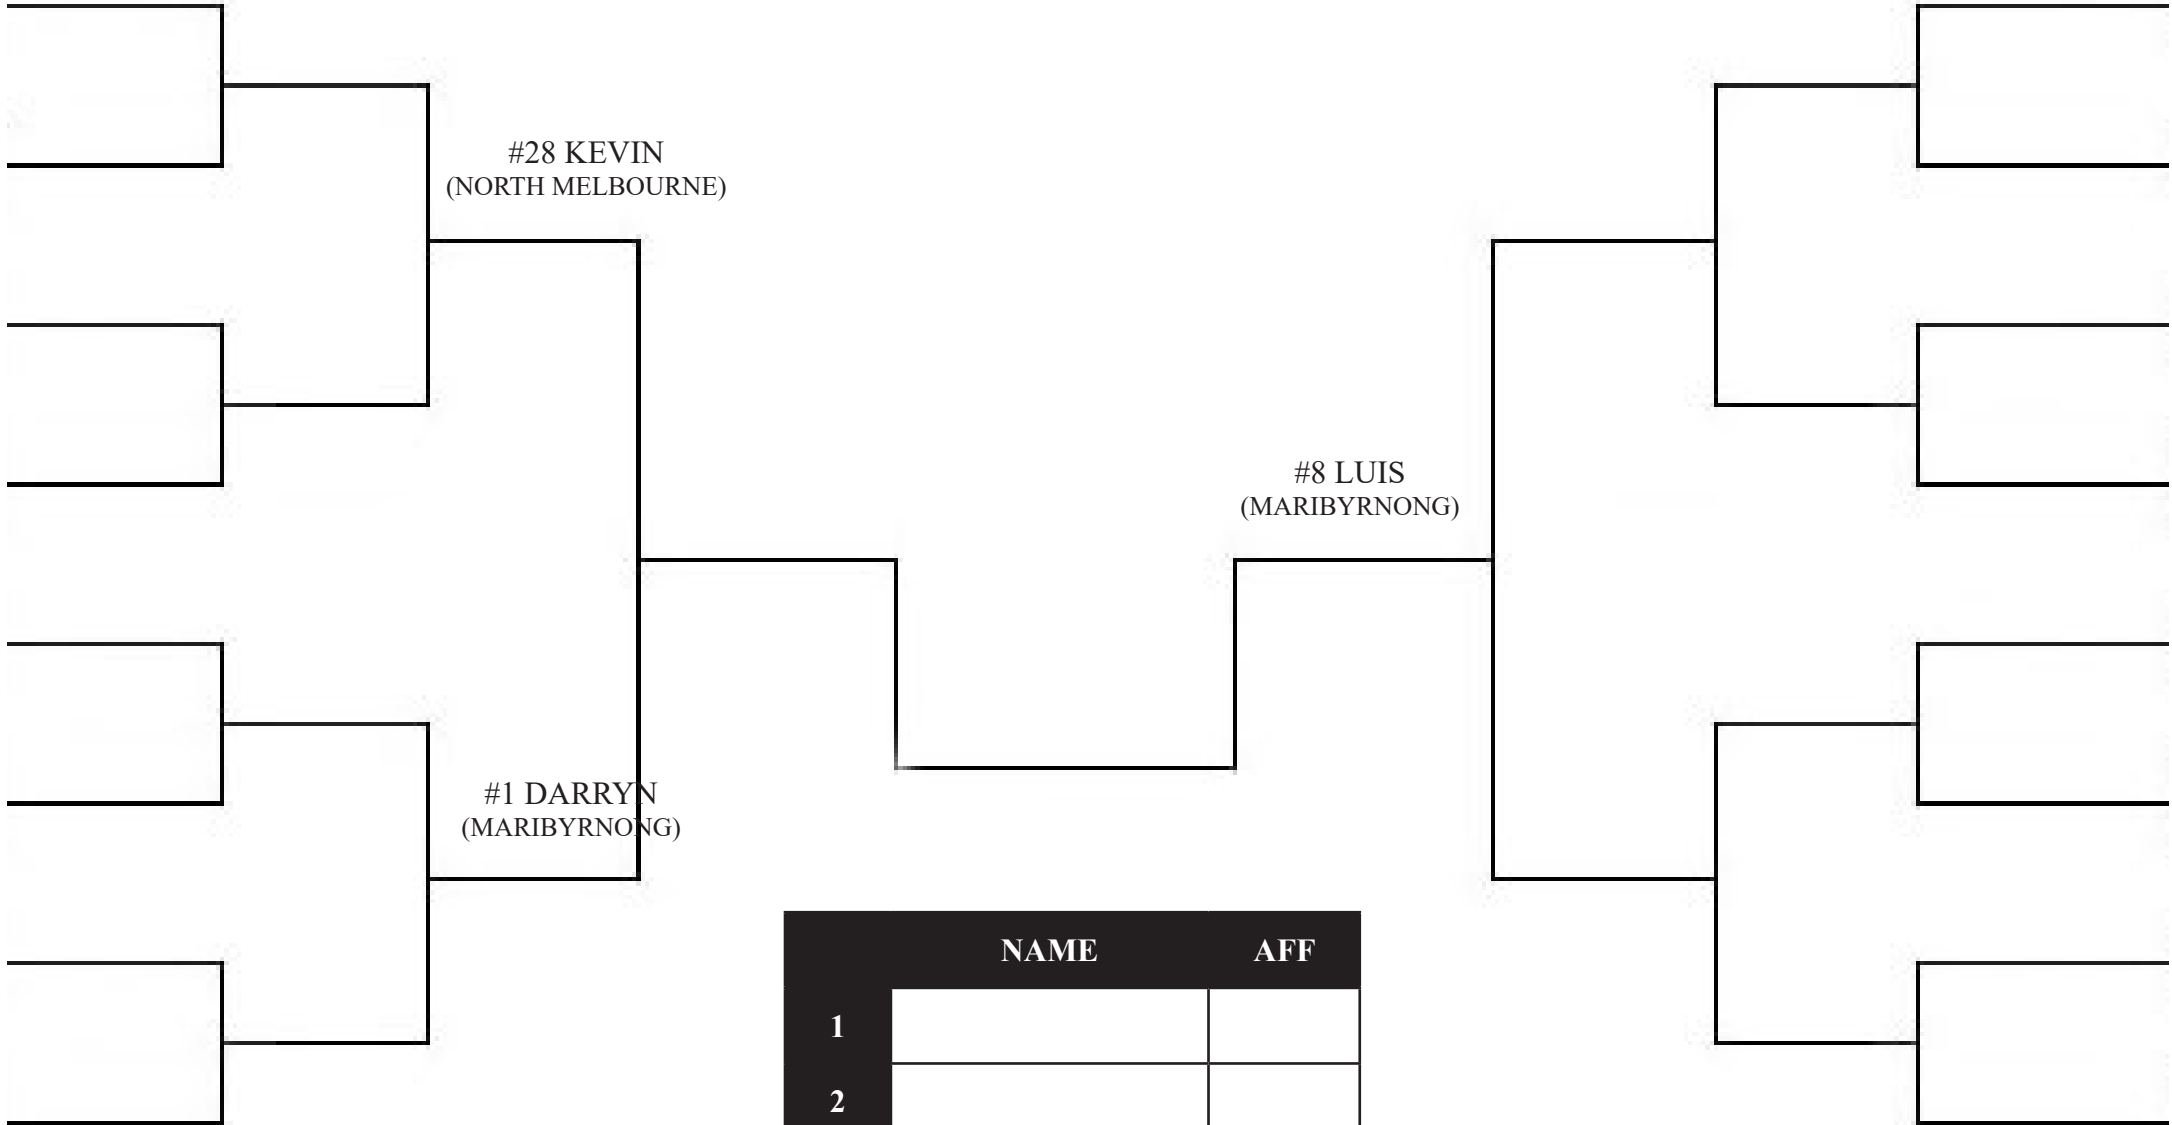 #28 KEVIN
(NORTH MELBOURNE)
#8 LUIS
(MARIBYRNONG)
#1 DARRYN
(MARIBYRNONG)
NAME AFF
1
2